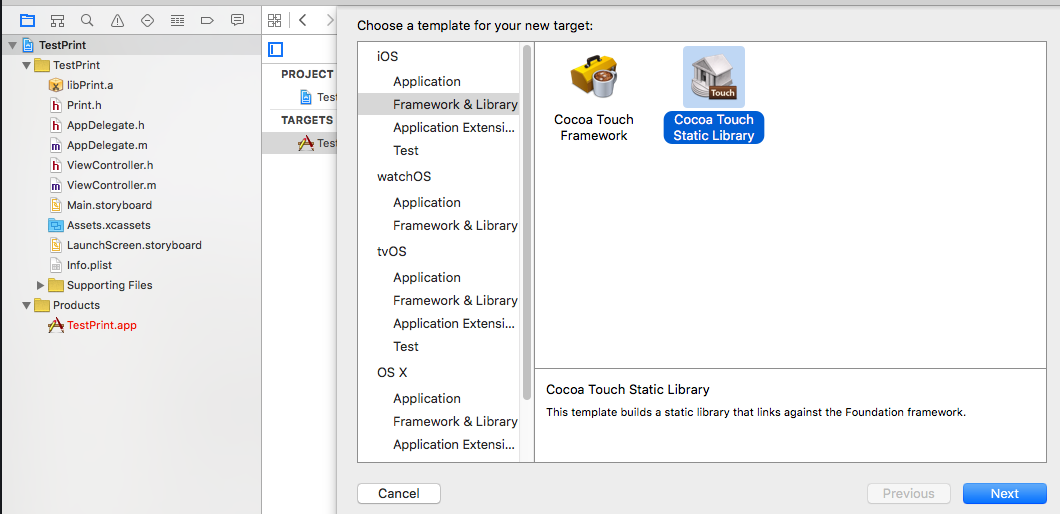 TestPrint
TestPrint
libPrint.a
Print.h
AppDelegate.h
AppDelegate.m
ViewController.h
ViewController.m
Main.storyboard
Assets.xcassets
LaunchScreen.storyboard
Info.plist
Supporting Files
Products
TestPrint.app
PROJECT
TARGETS
Choose a template for your new target:
iOS
Application
Framework & Library
Application Extensi...
Test
watchOS
Application
Framework & Library
tvOS
Application
Framework & Library
Application Extensi...
Test
OS X
Application
Framework & Library
Application Extensi...
Cocoa Touch
Framework
Touch
Cocoa Touch
Static Library
Cocoa Touch Static Library
This template builds a static library that links against the Foundation framework.
Cancel
Previous
Next